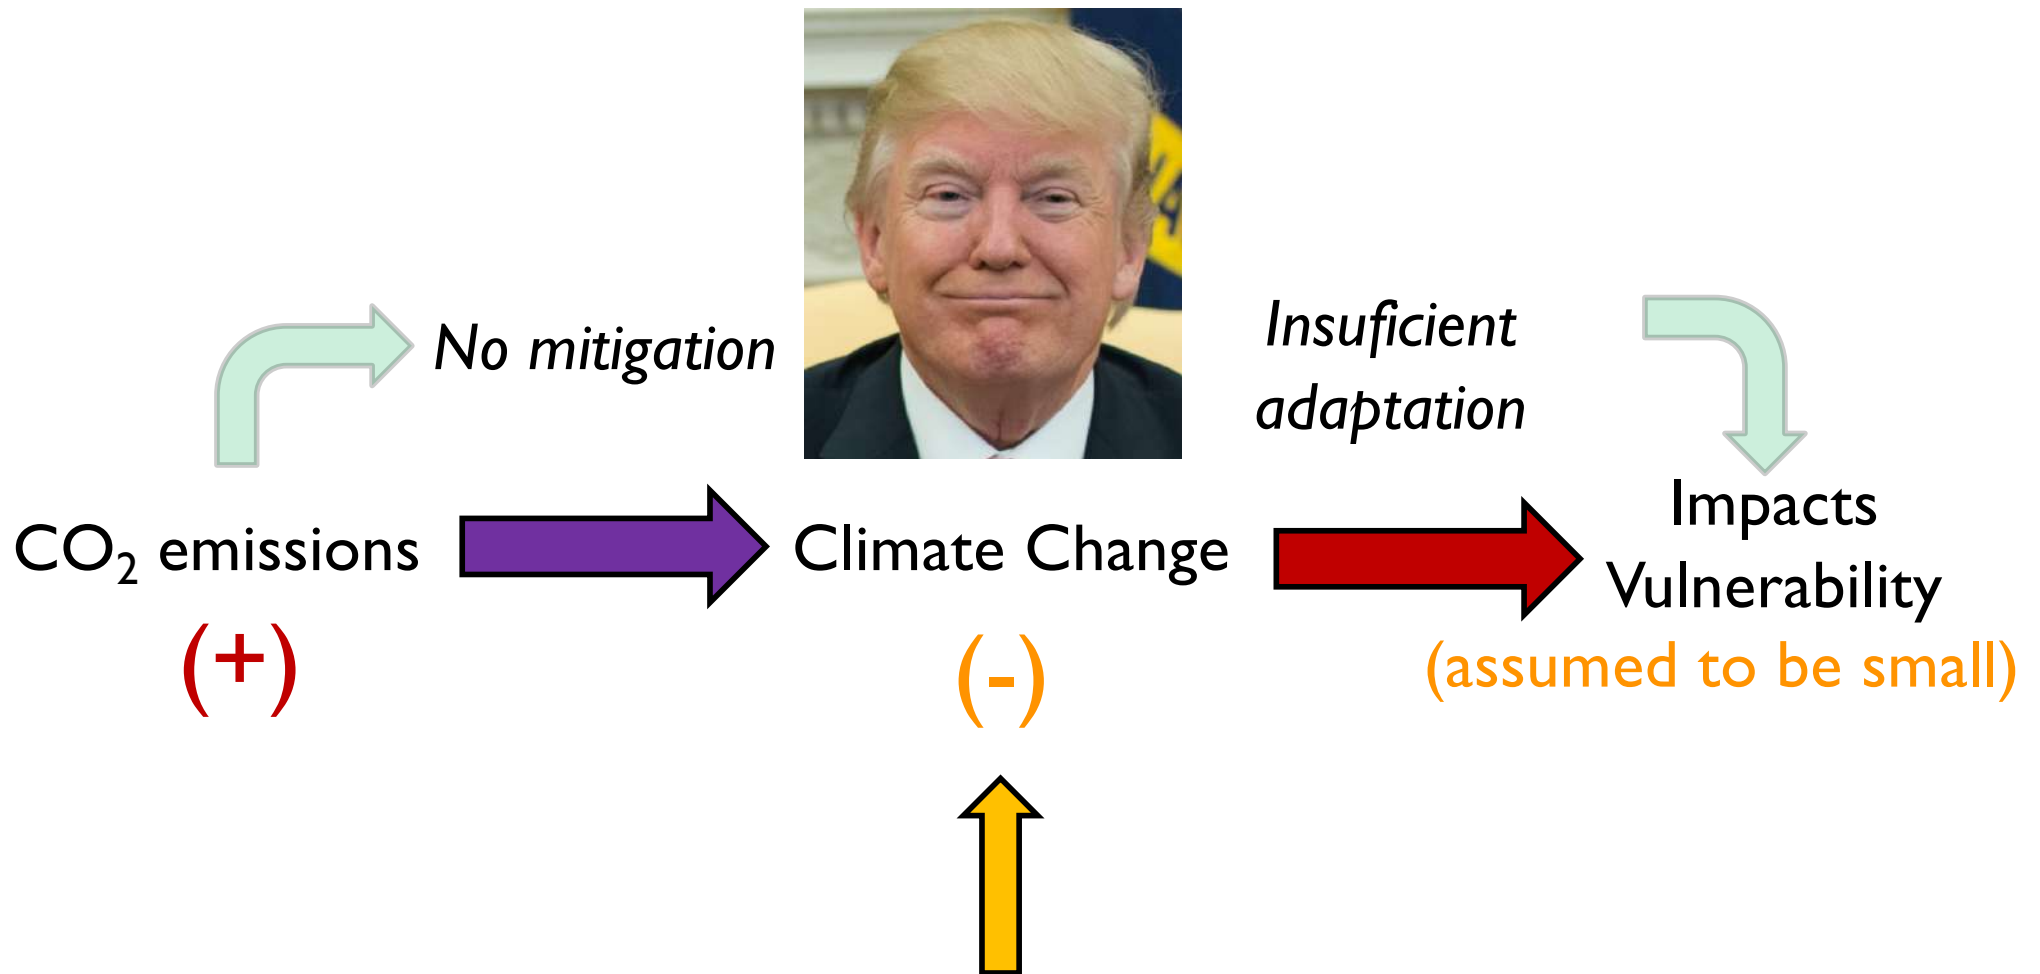 No mitigation
Insuficient
adaptation
CO₂ emissions
Climate Change
Impacts
Vulnerability
(+)
(-)
(assumed to be small)